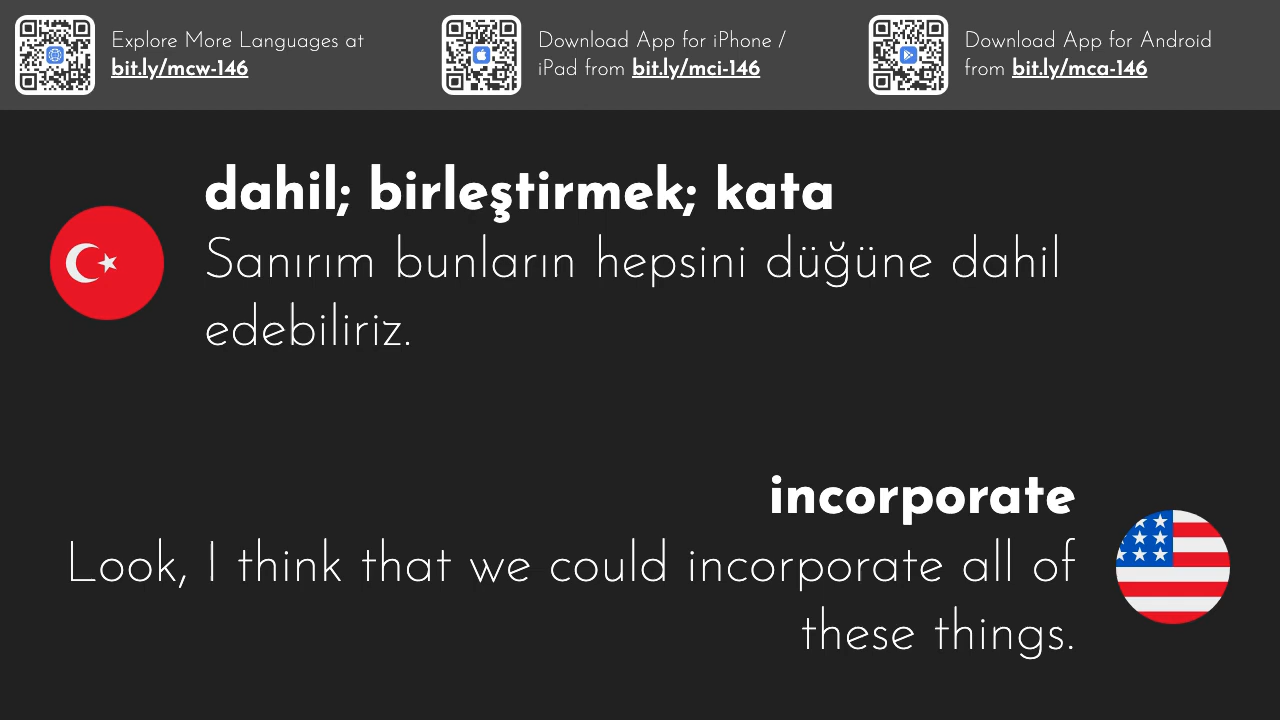 Explore More Languages at
bit.ly/mcw-146
Download App for iPhone /
iPad from bit.ly/mci-146
Download App for Android
from bit.ly/mca-146
dahil; birleştirmek; kata
Sanırım bunların hepsini düğüne dahil
edebiliriz.
incorporate
Look, I think that we could incorporate all of
these things.